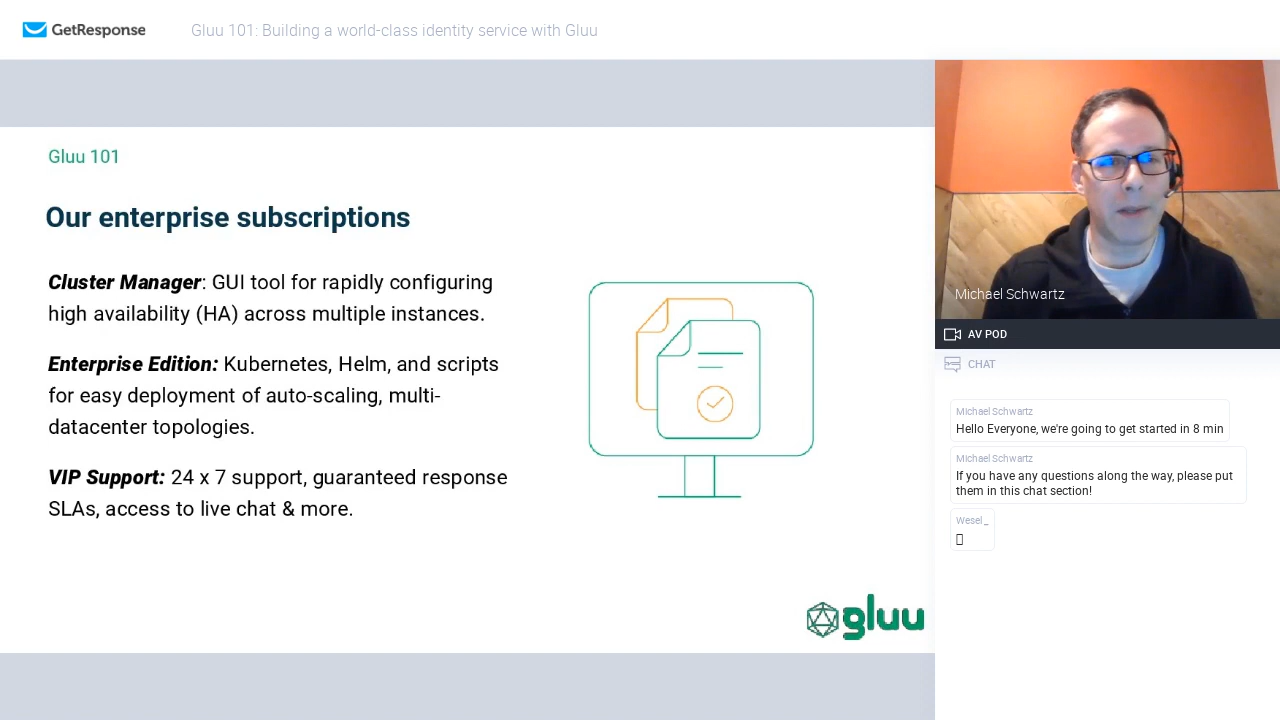 GetResponse
Gluu 101: Building a world-class identity service with Gluu
Gluu 101
Our enterprise subscriptions
Cluster Manager: GUI tool for rapidly configuring
high availability (HA) across multiple instances.
Enterprise Edition: Kubernetes, Helm, and scripts
for easy deployment of auto-scaling, multi-
datacenter topologies.
VIP Support: 24 x 7 support, guaranteed response
SLAs, access to live chat & more.
gluu
Michael Schwartz
AV POD
CHAT
Michael Schwartz
Hello Everyone, we're going to get started in 8 min
Michael Schwartz
If you have any questions along the way, please put
them in this chat section!
Wesel _